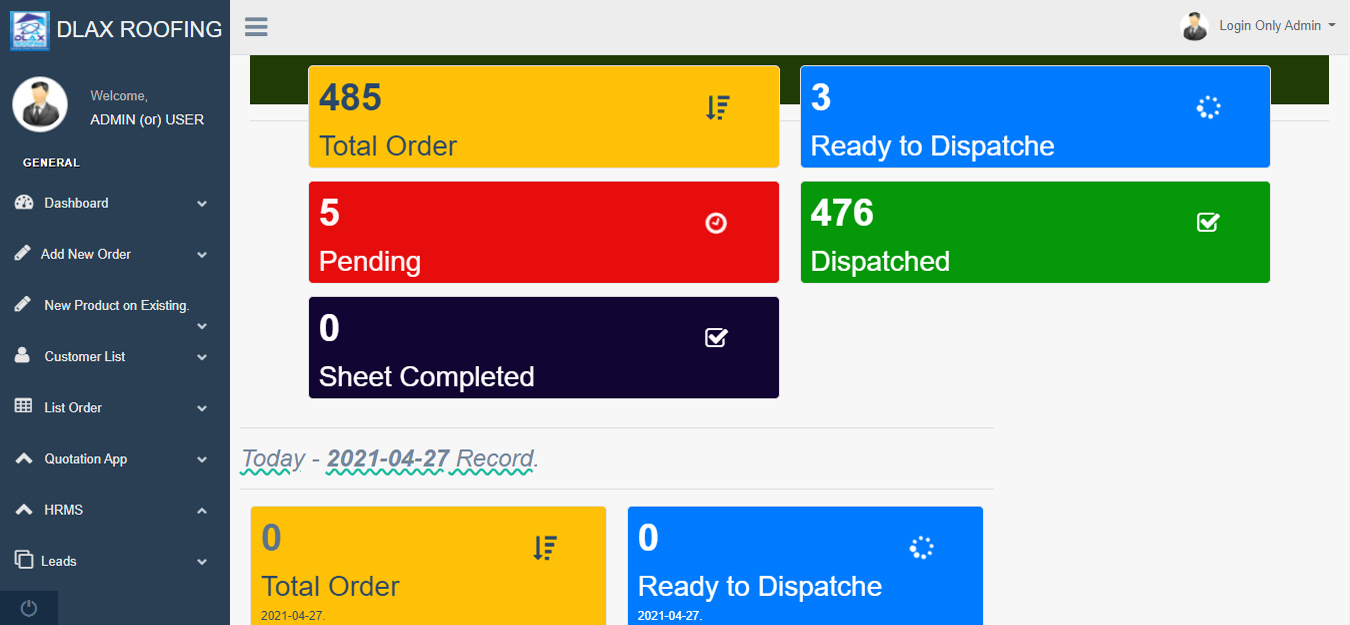 DLAX ROOFING
Login Only Admin
Welcome,
ADMIN (or) USER
GENERAL
Dashboard
Add New Order
New Product on Existing.
Customer List
List Order
Quotation App
HRMS
Leads
485
Total Order
3
Ready to Dispatche
5
Pending
476
Dispatched
0
Sheet Completed
Today - 2021-04-27 Record.
0
Total Order
2021-04-27.
0
Ready to Dispatche
2021-04-27.